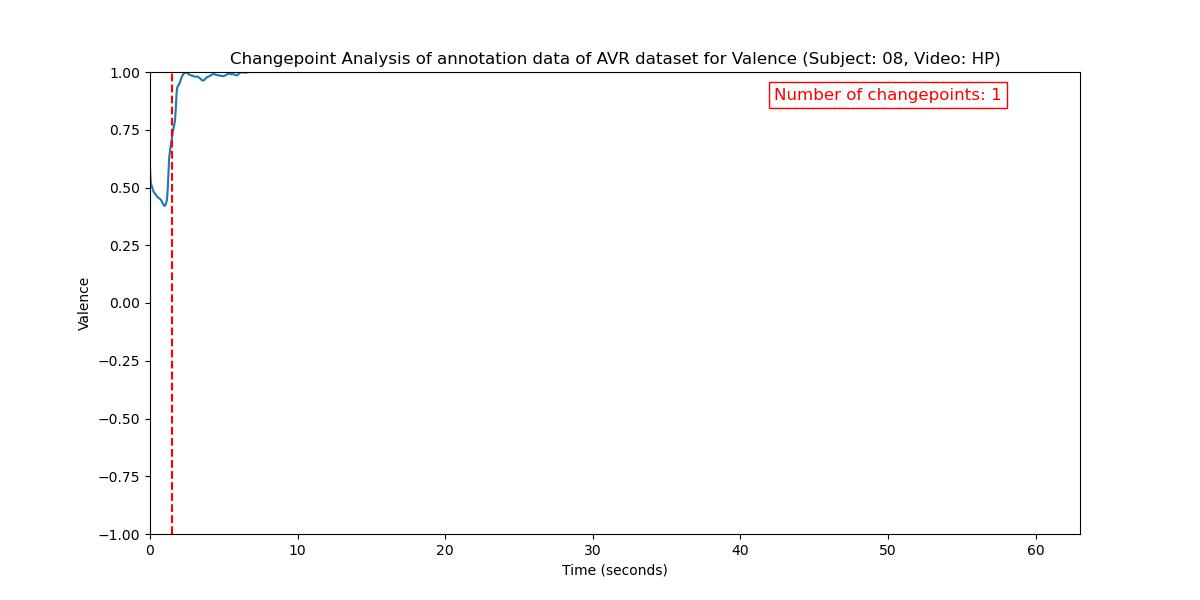 Changepoint Analysis of annotation data of AVR dataset for Valence (Subject: 08, Video: HP)
Number of changepoints: 1
1.00
0.75
0.50
0.25
0.00
−0.25
−0.50
−0.75
−1.00
Valence
0 10 20 30 40 50 60
Time (seconds)